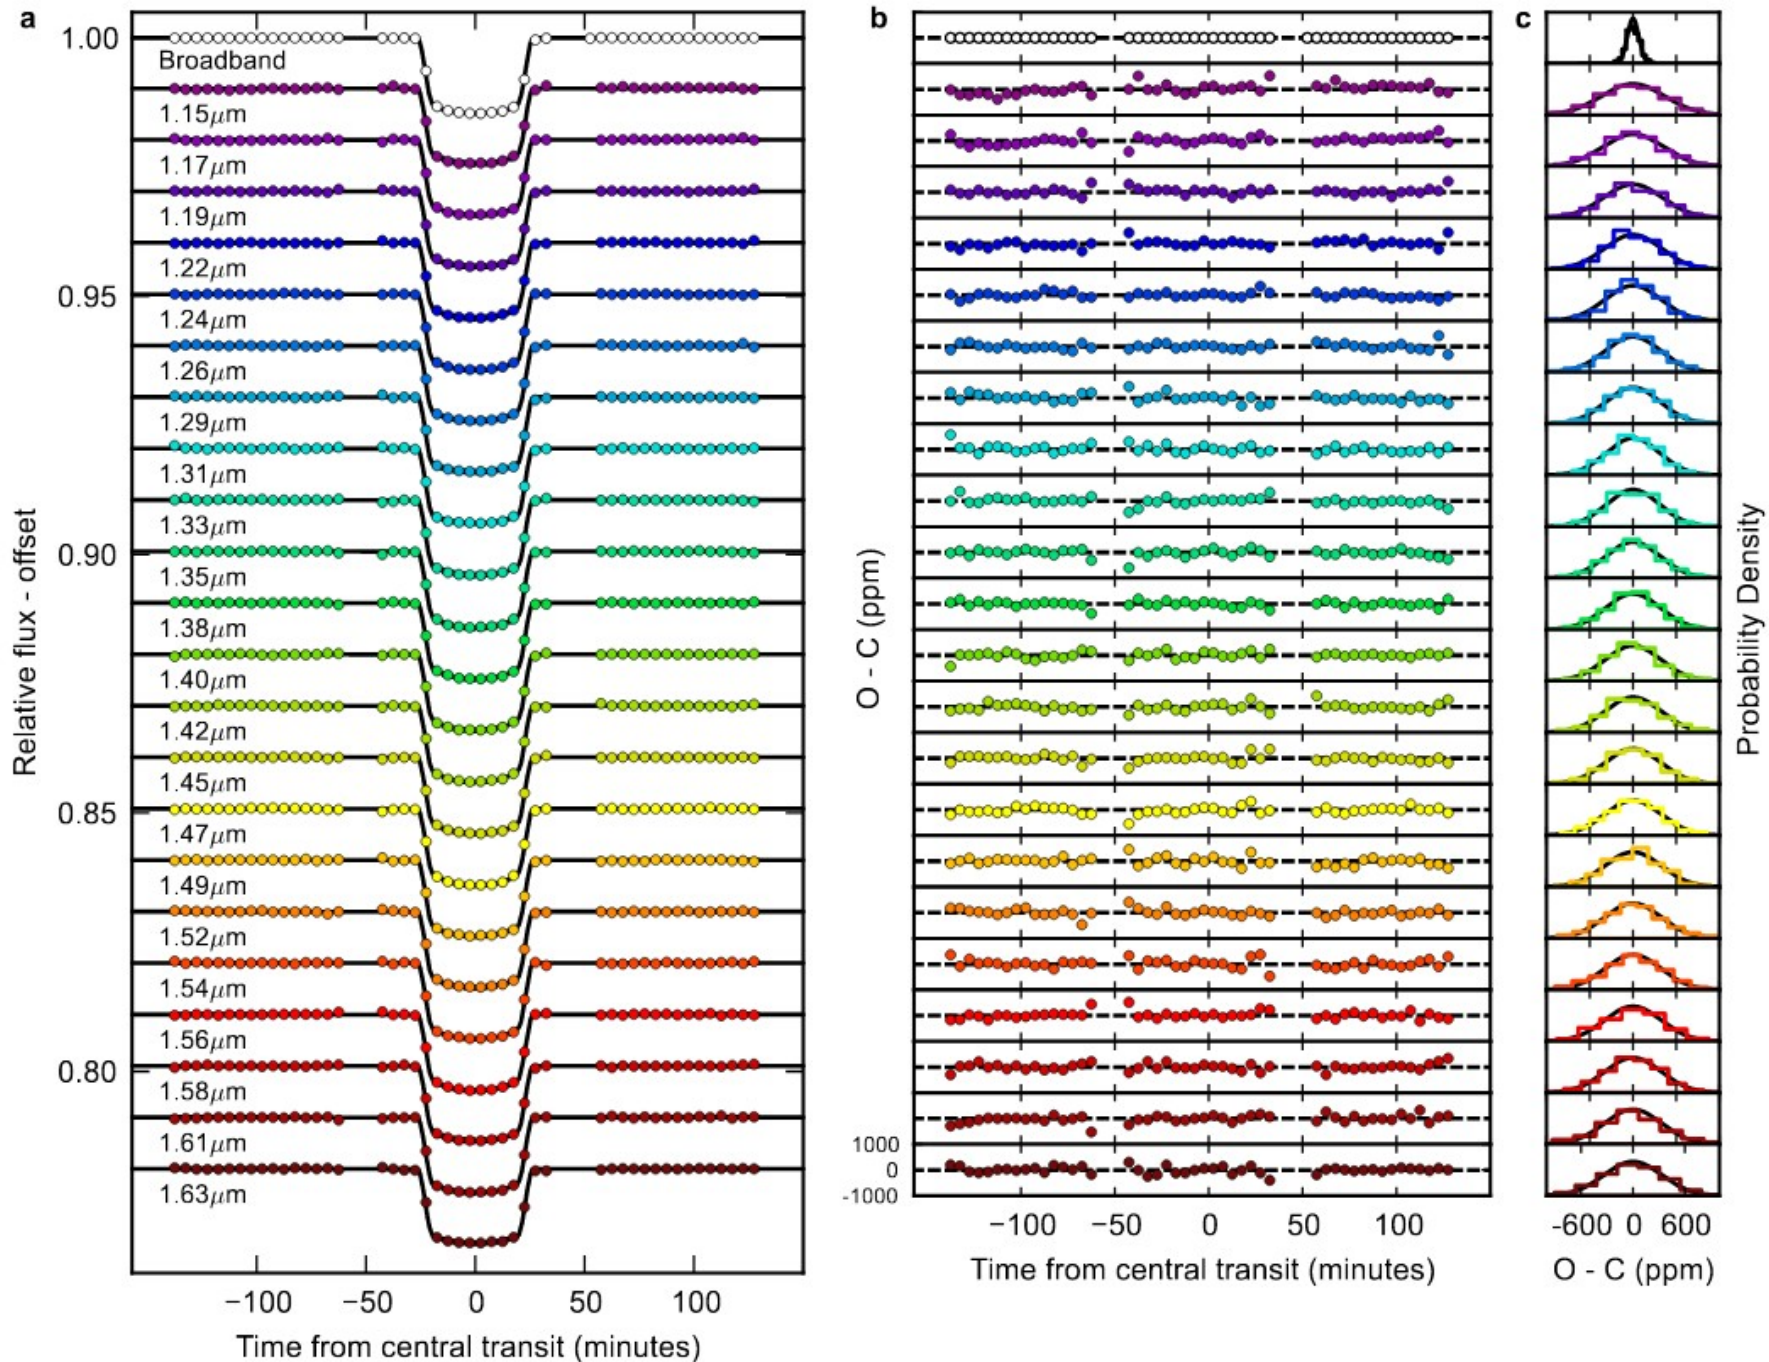 a
b
c
1.00
0.95
0.90
0.85
0.80
Relative flux - offset
Broadband
1.15μm
1.17μm
1.19μm
1.22μm
1.24μm
1.26μm
1.29μm
1.31μm
1.33μm
1.35μm
1.38μm
1.40μm
1.42μm
1.45μm
1.47μm
1.49μm
1.52μm
1.54μm
1.56μm
1.58μm
1.61μm
1.63μm
−100 −50 0 50 100
Time from central transit (minutes)
O - C (ppm)
1000
0
-1000
−100 −50 0 50 100
Time from central transit (minutes)
Probability Density
-600 0 600
O - C (ppm)